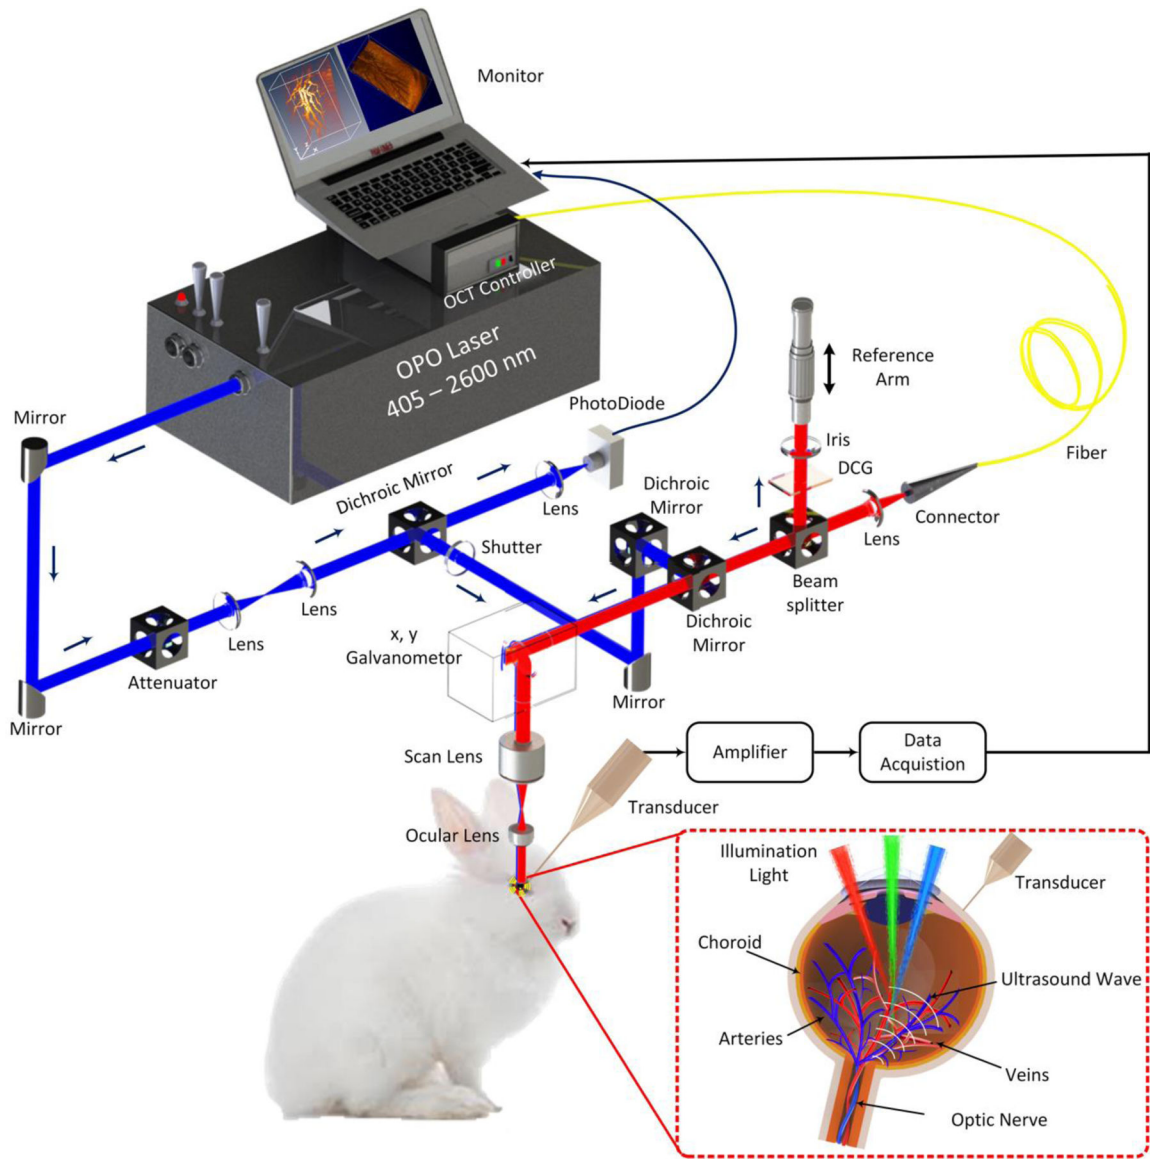 Monitor
OCT Controller
OPO Laser
405 – 2600 nm
Reference
Arm
PhotoDiode
Mirror
Iris
DCG
Fiber
Dichroic Mirror
Dichroic
Mirror
Lens
Connector
Lens
Shutter
Beam
splitter
Lens
Lens
Dichroic
Mirror
x, y
Galvanometor
Attenuator
Mirror
Mirror
Scan Lens
Amplifier
Data
Acquistion
Transducer
Ocular Lens
Illumination
Light
Transducer
Choroid
Ultrasound Wave
Arteries
Veins
Optic Nerve